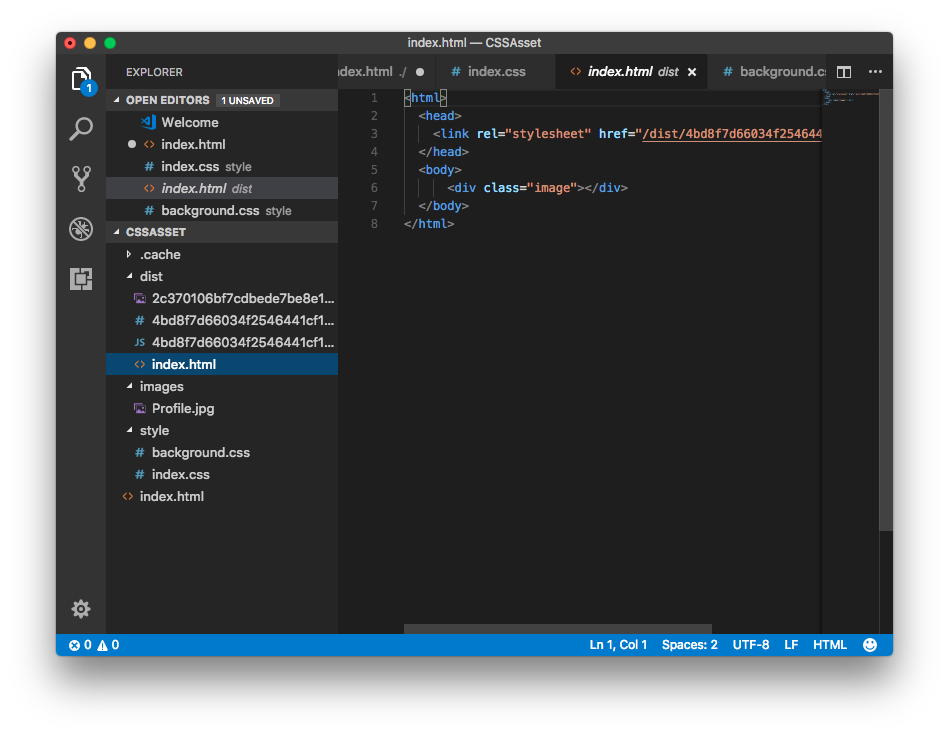 index.html — CSSAsset
EXPLORER
OPEN EDITORS 1 UNSAVED
Welcome
index.html
index.css style
index.html dist
background.css style
CSSASSET
.cache
dist
2c370106bf7cdbede7be8e1...
4bd8f7d66034f2546441cf1...
JS 4bd8f7d66034f2546441cf1...
index.html
images
Profile.jpg
style
background.css
index.css
index.html
1
dex.html ./
# index.css
<> index.html dist ×
# background.cs
1 <html>
2 <head>
3 <link rel="stylesheet" href="/dist/4bd8f7d66034f254644
4 </head>
5 <body>
6 <div class="image"></div>
7 </body>
8 </html>
0 0
Ln 1, Col 1 Spaces: 2 UTF-8 LF HTML